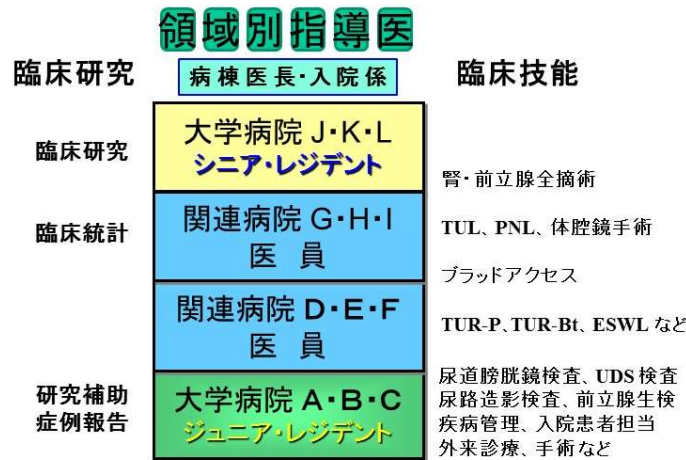 領域別指導医
臨床研究
病棟医長・入院係
臨床技能
大学病院 J・K・L
シニア・レジデント
臨床研究
腎・前立腺全摘術
関連病院 G・H・I
医 員
臨床統計
TUL、PNL、体腔鏡手術
ブラッドアクセス
関連病院 D・E・F
医 員
TUR-P、TUR-Bt、ESWL など
大学病院 A・B・C
ジュニア・レジデント
研究補助
症例報告
尿道膀胱鏡検査、UDS 検査
尿路造影検査、前立腺生検
疾病管理、入院患者担当
外来診療、手術など